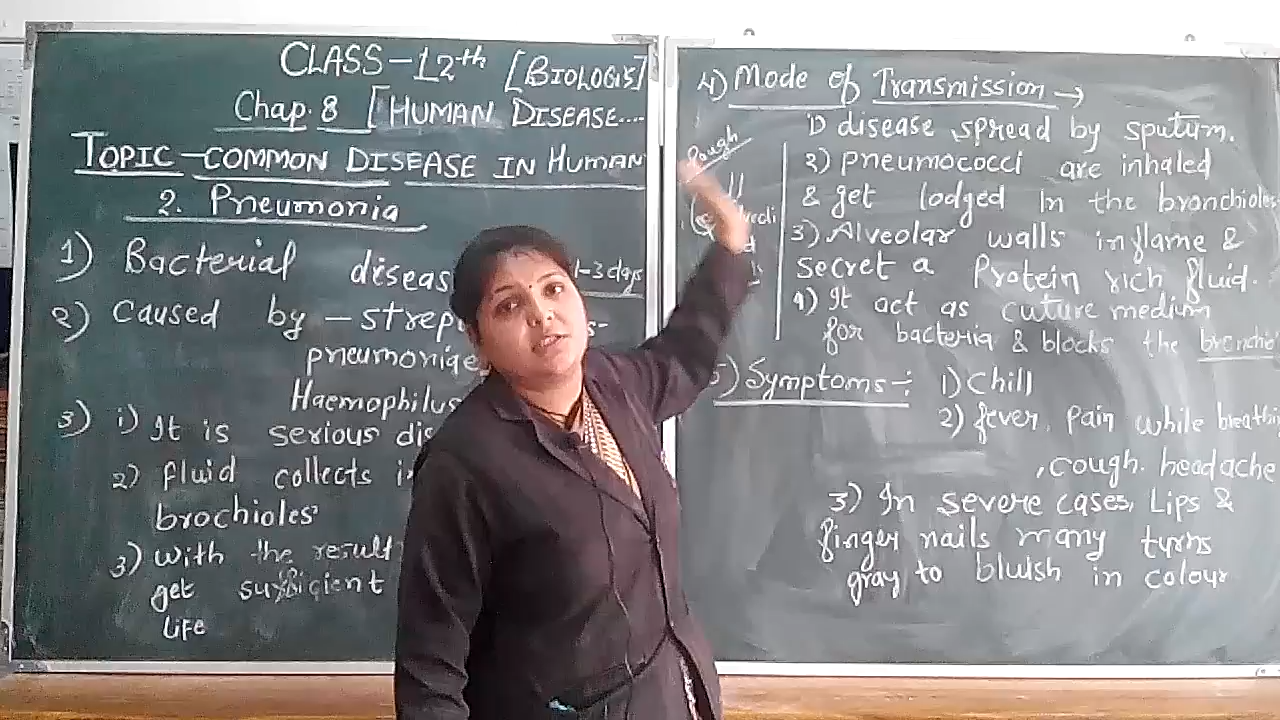 CLASS-12th [BIOLOGIS]
Chap. 8 [HUMAN DISEASE....
TOPIC-COMMON DISEASE IN HUMAN
2. Pneumonia
1) Bacterial diseas
1-3 days
2) Caused by - strep
pneumoniae
Haemophilus
3) i) It is serious dis
2) fluid collects i
brochioles
3) with the result
get sufficient
Life
4) Mode of Transmission →
1) disease spread by sputum.
2) Pneumococci are inhaled
& get lodged In the bronchioles
3) Alveolar walls inflame &
secret a Protein rich fluid.
4) It act as cuture medium
for bacteria & blocks the bronchio
5) Symptoms:- 1) Chill
2) fever, Pain while breathin
, cough. headache
3) In severe cases, Lips &
finger nails many turns
gray to bluish in colour